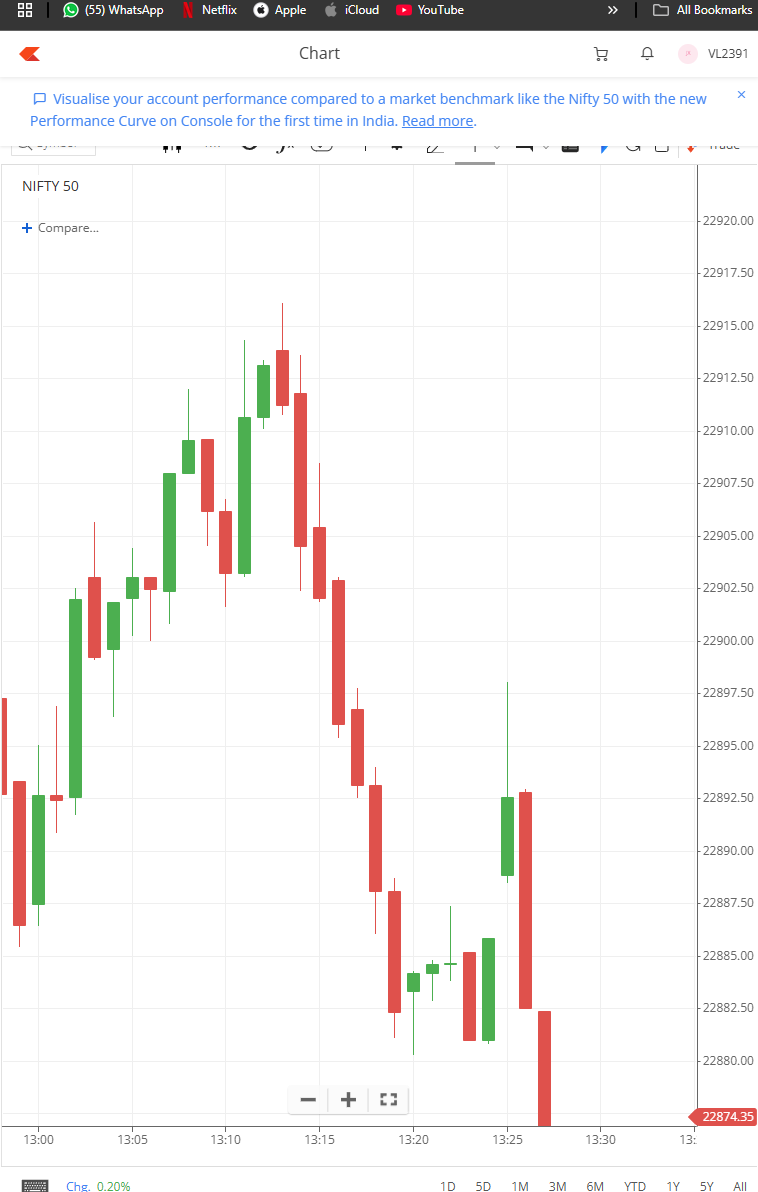 (55) WhatsApp Netflix Apple iCloud YouTube » All Bookmarks
Chart VL2391
Visualise your account performance compared to a market benchmark like the Nifty 50 with the new
Performance Curve on Console for the first time in India. Read more.
NIFTY 50
+ Compare...
22920.00
22917.50
22915.00
22912.50
22910.00
22907.50
22905.00
22902.50
22900.00
22897.50
22895.00
22892.50
22890.00
22887.50
22885.00
22882.50
22880.00
22874.35
13:00 13:05 13:10 13:15 13:20 13:25 13:30 13:
Chg. 0.20% 1D 5D 1M 3M 6M YTD 1Y 5Y All